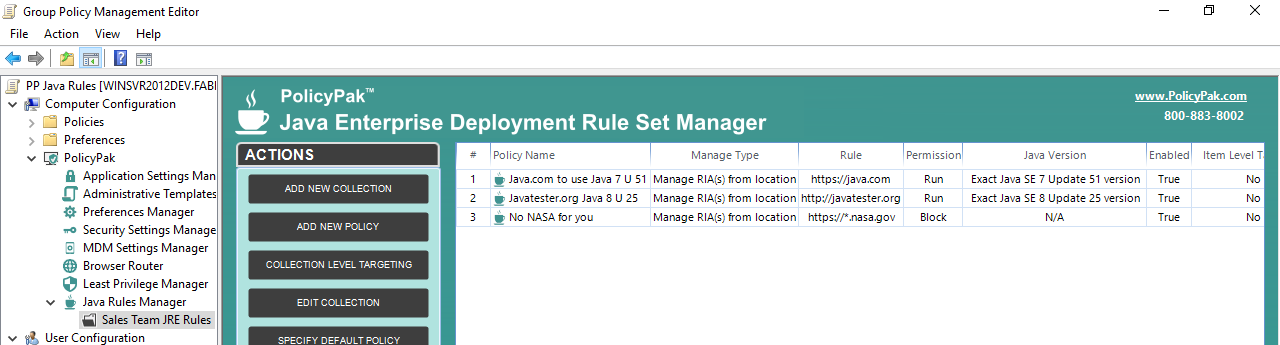 Group Policy Management Editor
File Action View Help
PP Java Rules [WINSVR2012DEV.FABI
Computer Configuration
Policies
Preferences
PolicyPak
Application Settings Man
Administrative Templates
Preferences Manager
Security Settings Manage
MDM Settings Manager
Browser Router
Least Privilege Manager
Java Rules Manager
Sales Team JRE Rules
User Configuration
PolicyPak™
Java Enterprise Deployment Rule Set Manager
www.PolicyPak.com
800-883-8002
ACTIONS
ADD NEW COLLECTION
ADD NEW POLICY
COLLECTION LEVEL TARGETING
EDIT COLLECTION
SPECIFY DEFAULT POLICY
# Policy Name Manage Type Rule Permission Java Version Enabled Item Level T
1 Java.com to use Java 7 U 51 Manage RIA(s) from location https://java.com Run Exact Java SE 7 Update 51 version True No
2 Javatester.org Java 8 U 25 Manage RIA(s) from location http://javatester.org Run Exact Java SE 8 Update 25 version True No
3 No NASA for you Manage RIA(s) from location https://*.nasa.gov Block N/A True No